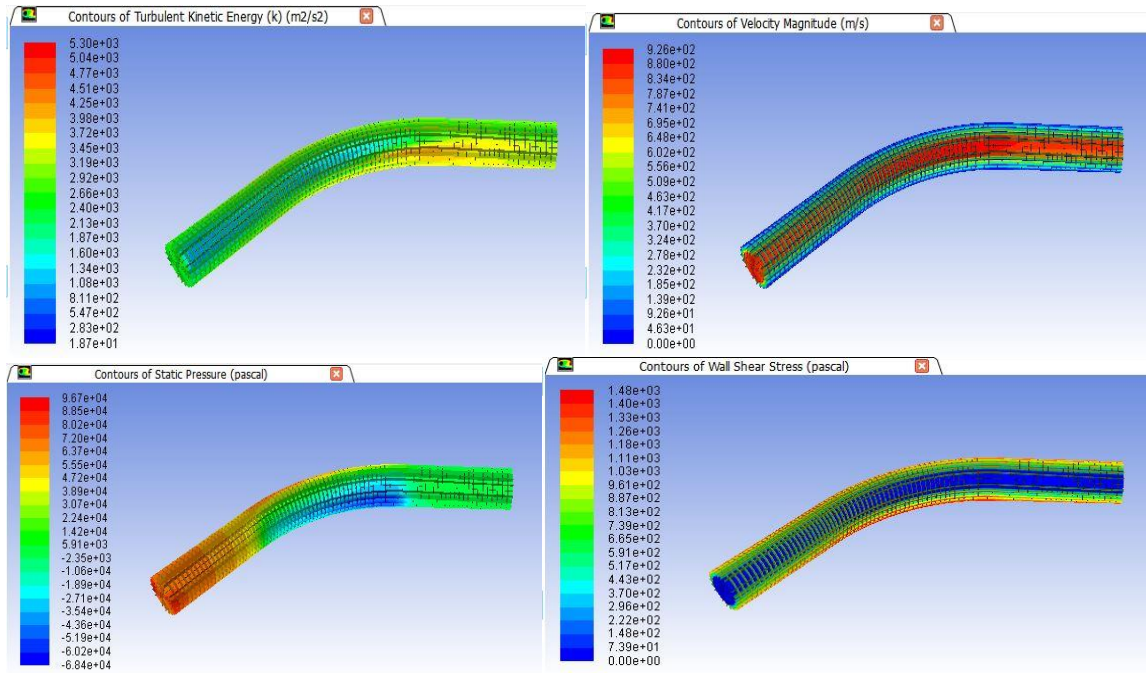 Contours of Turbulent Kinetic Energy (k) (m2/s2)
5.30e+03
5.04e+03
4.77e+03
4.51e+03
4.25e+03
3.98e+03
3.72e+03
3.45e+03
3.19e+03
2.92e+03
2.66e+03
2.40e+03
2.13e+03
1.87e+03
1.60e+03
1.34e+03
1.08e+03
8.11e+02
5.47e+02
2.83e+02
1.87e+01
Contours of Velocity Magnitude (m/s)
9.26e+02
8.80e+02
8.34e+02
7.87e+02
7.41e+02
6.95e+02
6.48e+02
6.02e+02
5.56e+02
5.09e+02
4.63e+02
4.17e+02
3.70e+02
3.24e+02
2.78e+02
2.32e+02
1.85e+02
1.39e+02
9.26e+01
4.63e+01
0.00e+00
Contours of Static Pressure (pascal)
9.67e+04
8.85e+04
8.02e+04
7.20e+04
6.37e+04
5.55e+04
4.72e+04
3.89e+04
3.07e+04
2.24e+04
1.42e+04
5.91e+03
-2.35e+03
-1.06e+04
-1.89e+04
-2.71e+04
-3.54e+04
-4.36e+04
-5.19e+04
-6.02e+04
-6.84e+04
Contours of Wall Shear Stress (pascal)
1.48e+03
1.40e+03
1.33e+03
1.26e+03
1.18e+03
1.11e+03
1.03e+03
9.61e+02
8.87e+02
8.13e+02
7.39e+02
6.65e+02
5.91e+02
5.17e+02
4.43e+02
3.70e+02
2.96e+02
2.22e+02
1.48e+02
7.39e+01
0.00e+00